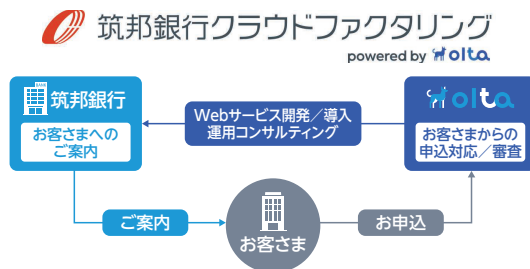 筑邦銀行クラウドファクタリング
powered by olta
筑邦銀行
お客さまへの
ご案内
Webサービス開発／導入
運用コンサルティング
olta
お客さまからの
申込対応／審査
ご案内
お客さま
お申込